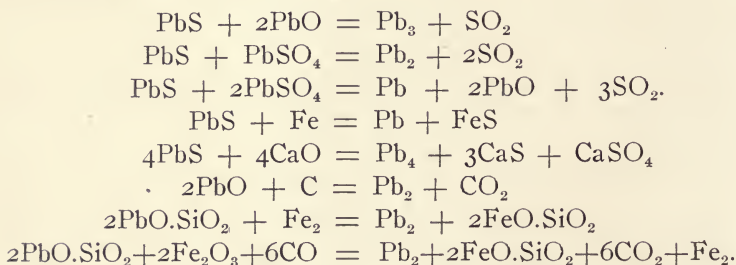 PbS + 2PbO = Pb₃ + SO₂
PbS + PbSO₄ = Pb₂ + 2SO₂
PbS + 2PbSO₄ = Pb + 2PbO + 3SO₂.
PbS + Fe = Pb + FeS
4PbS + 4CaO = Pb₄ + 3CaS + CaSO₄
2PbO + C = Pb₂ + CO₂
2PbO.SiO₂ + Fe₂ = Pb₂ + 2FeO.SiO₂
2PbO.SiO₂+2Fe₂O₃+6CO = Pb₂+2FeO.SiO₂+6CO₂+Fe₂.